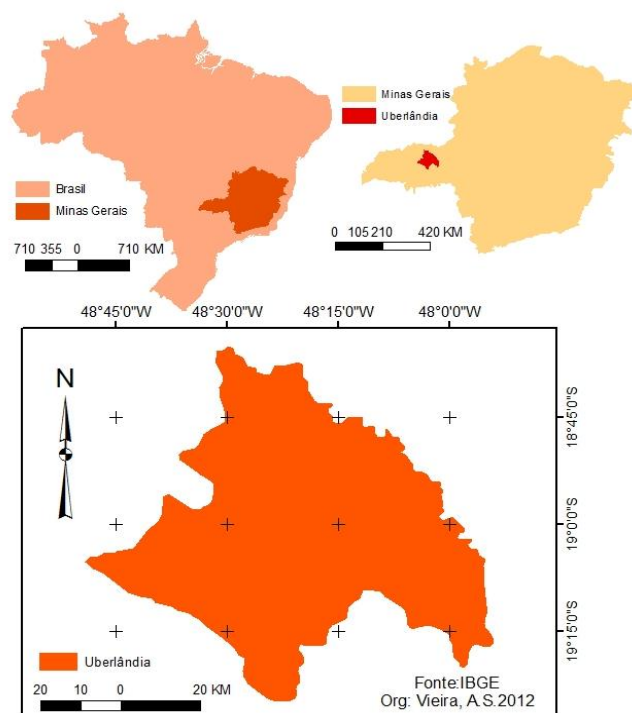 Brasil
Minas Gerais
710 355 0 710 KM
Minas Gerais
Uberlândia
0 105 210 420 KM
48°45'0"W 48°30'0"W 48°15'0"W 48°0'0"W
N
18°45'0"S
19°0'0"S
19°15'0"S
Uberlândia
20 10 0 20 KM
Fonte:IBGE
Org: Vieira, A.S.2012